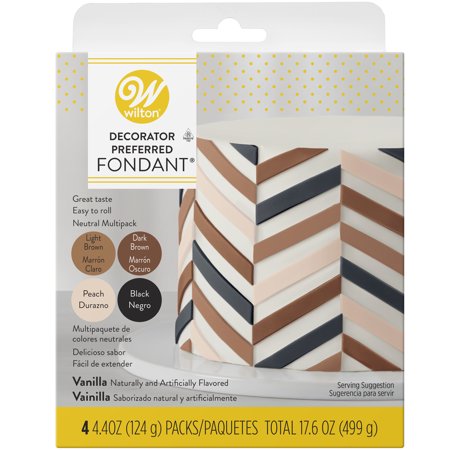 W
wilton®
DECORATOR
PREFERRED
FONDANT®
Great taste
Easy to roll
Neutral Multipack
Light
Brown
Marrón
Claro
Dark
Brown
Marrón
Oscuro
Peach
Durazno
Black
Negro
Multipaquete de
colores neutrales
Delicioso sabor
Fácil de extender
Vanilla Naturally and Artificially Flavored
Vainilla Saborizado natural y artificialmente
Serving Suggestion
Sugerencia para servir
4 4.4OZ (124 g) PACKS/PAQUETES TOTAL 17.6 OZ (499 g)